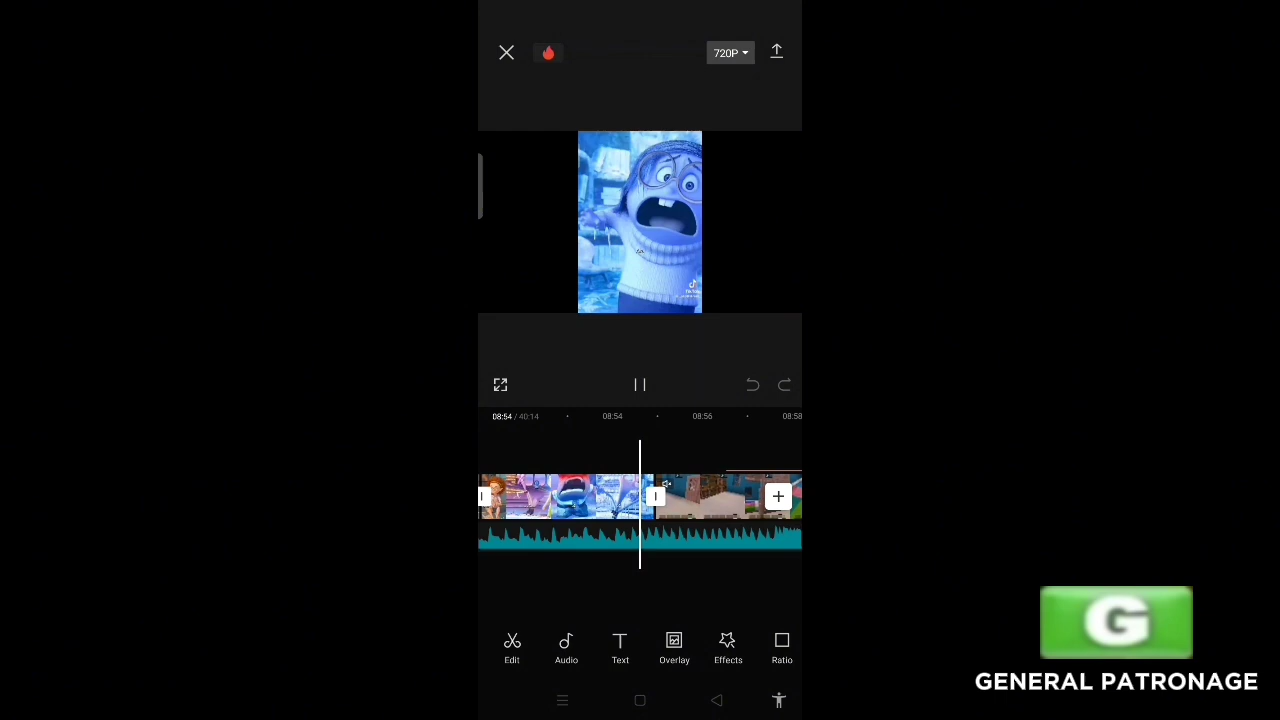 720P
TikTok
08:54 / 40:14
08:54
08:56
08:58
Edit
Audio
Text
Overlay
Effects
Ratio
G
GENERAL PATRONAGE